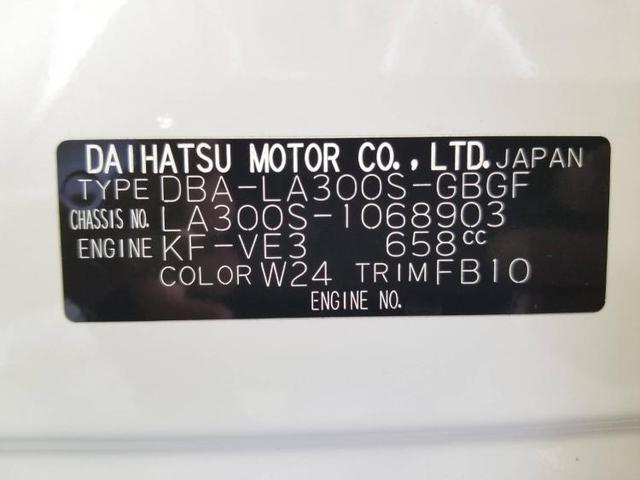 DAIHATSU MOTOR CO., LTD. JAPAN
TYPE DBA-LA300S-GBGF
CHASSIS NO. LA300S-1068903
ENGINE KF-VE3 658cc
COLOR W24 TRIM FB10
ENGINE NO.